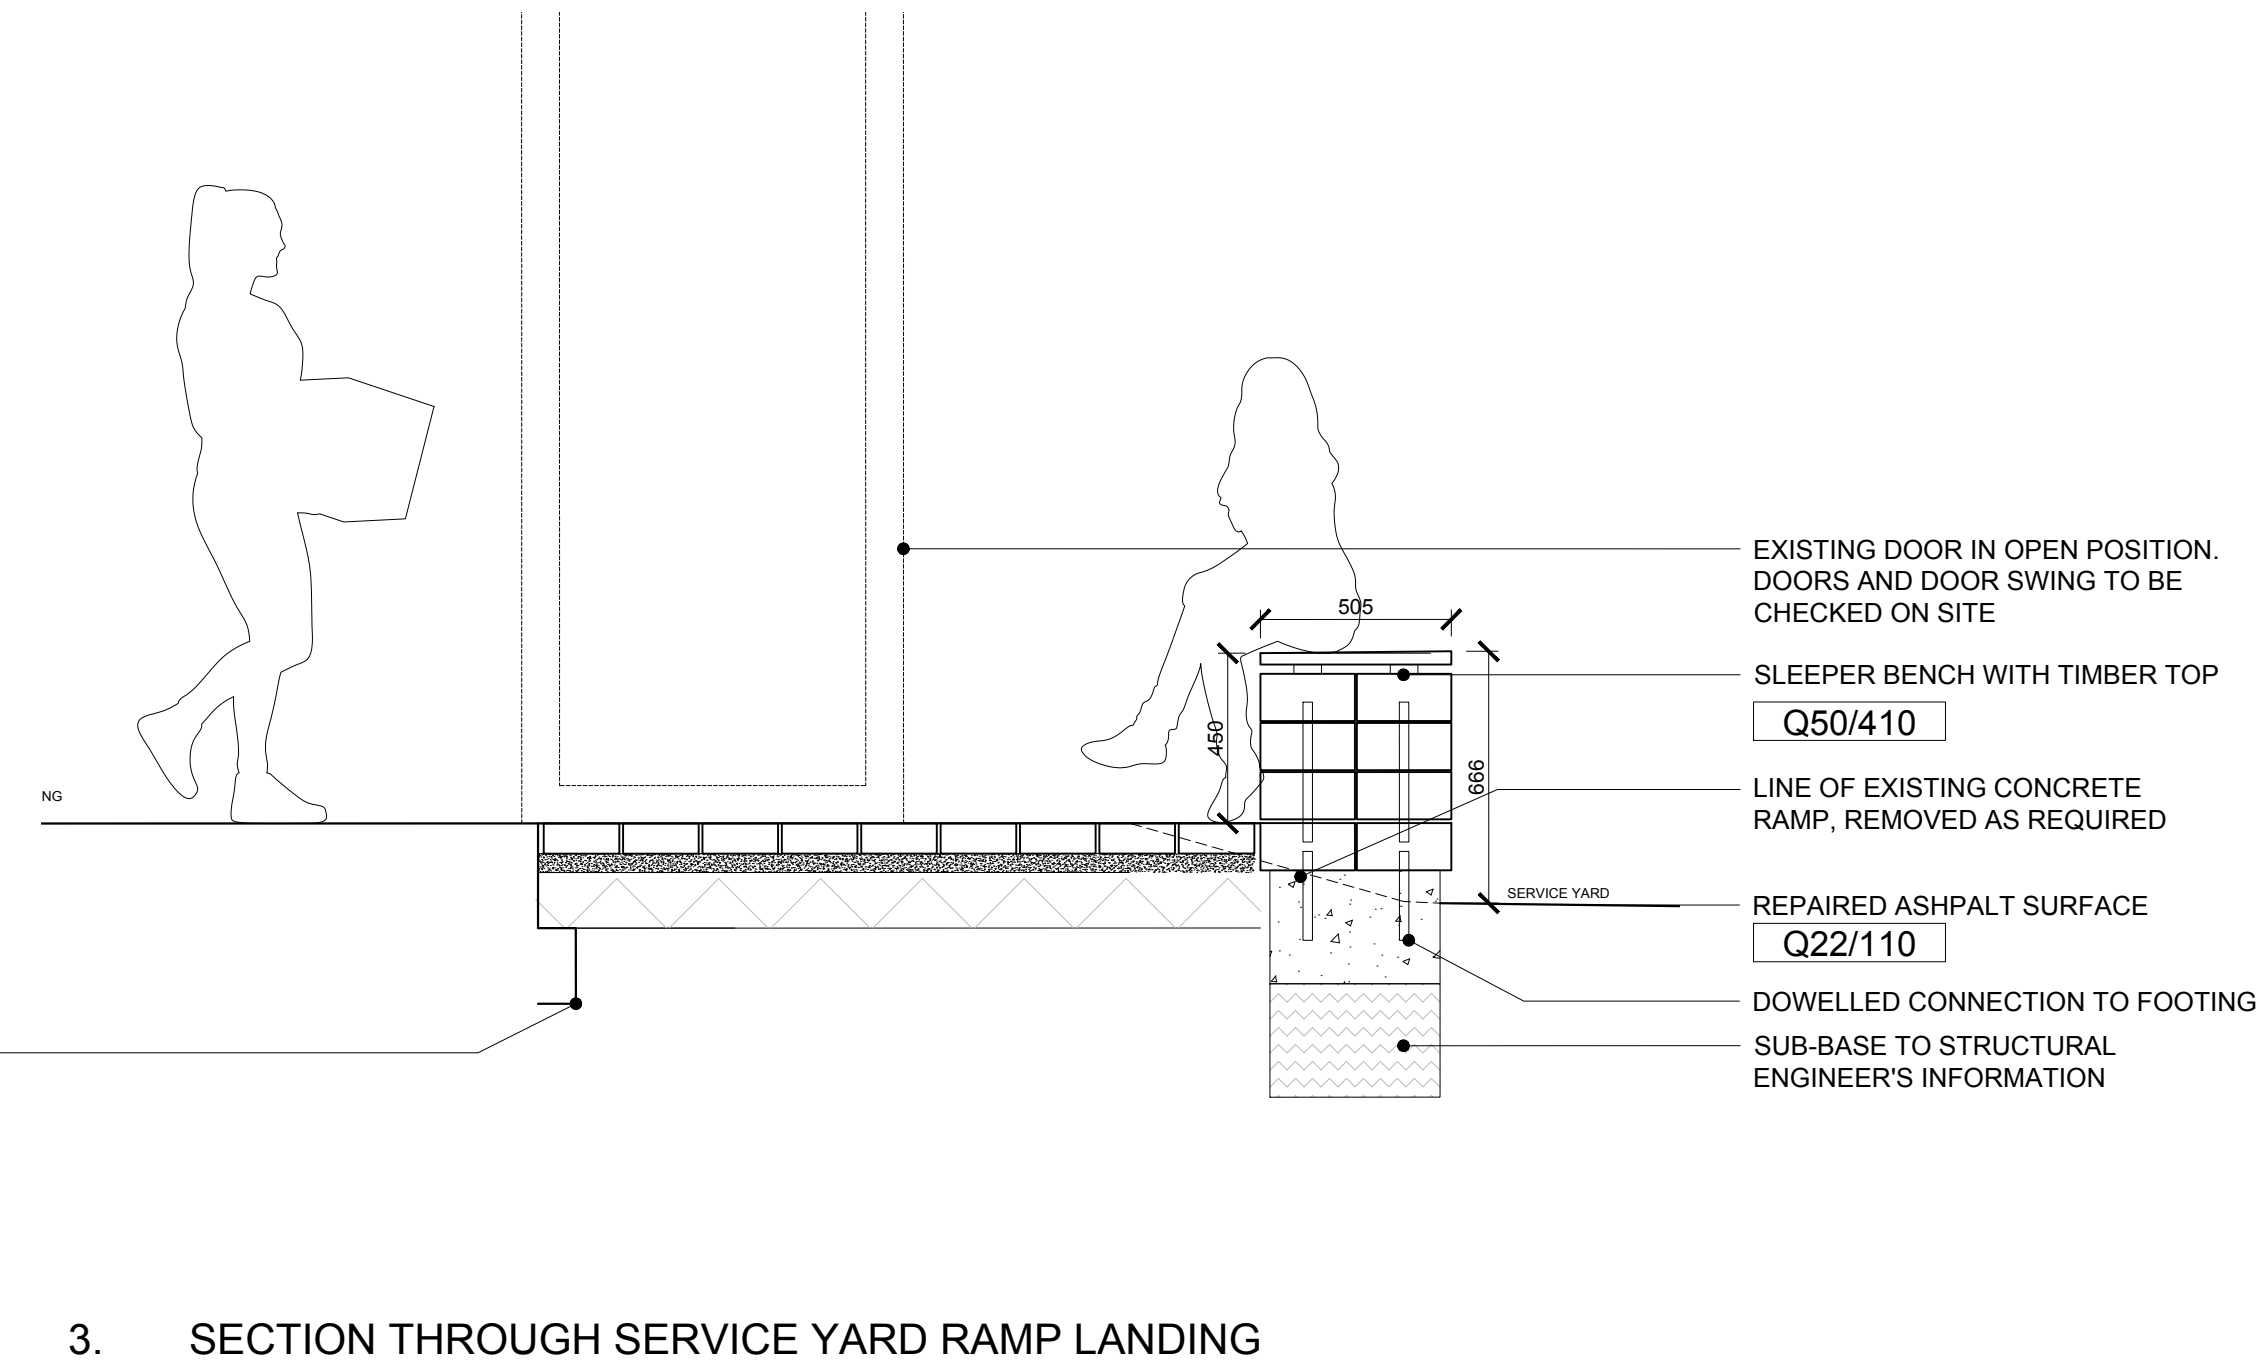 EXISTING DOOR IN OPEN POSITION.
DOORS AND DOOR SWING TO BE
CHECKED ON SITE
505
SLEEPER BENCH WITH TIMBER TOP
Q50/410
450
666
LINE OF EXISTING CONCRETE
RAMP, REMOVED AS REQUIRED
NG
SERVICE YARD
REPAIRED ASHPALT SURFACE
Q22/110
DOWELLED CONNECTION TO FOOTING
SUB-BASE TO STRUCTURAL
ENGINEER'S INFORMATION
3. SECTION THROUGH SERVICE YARD RAMP LANDING